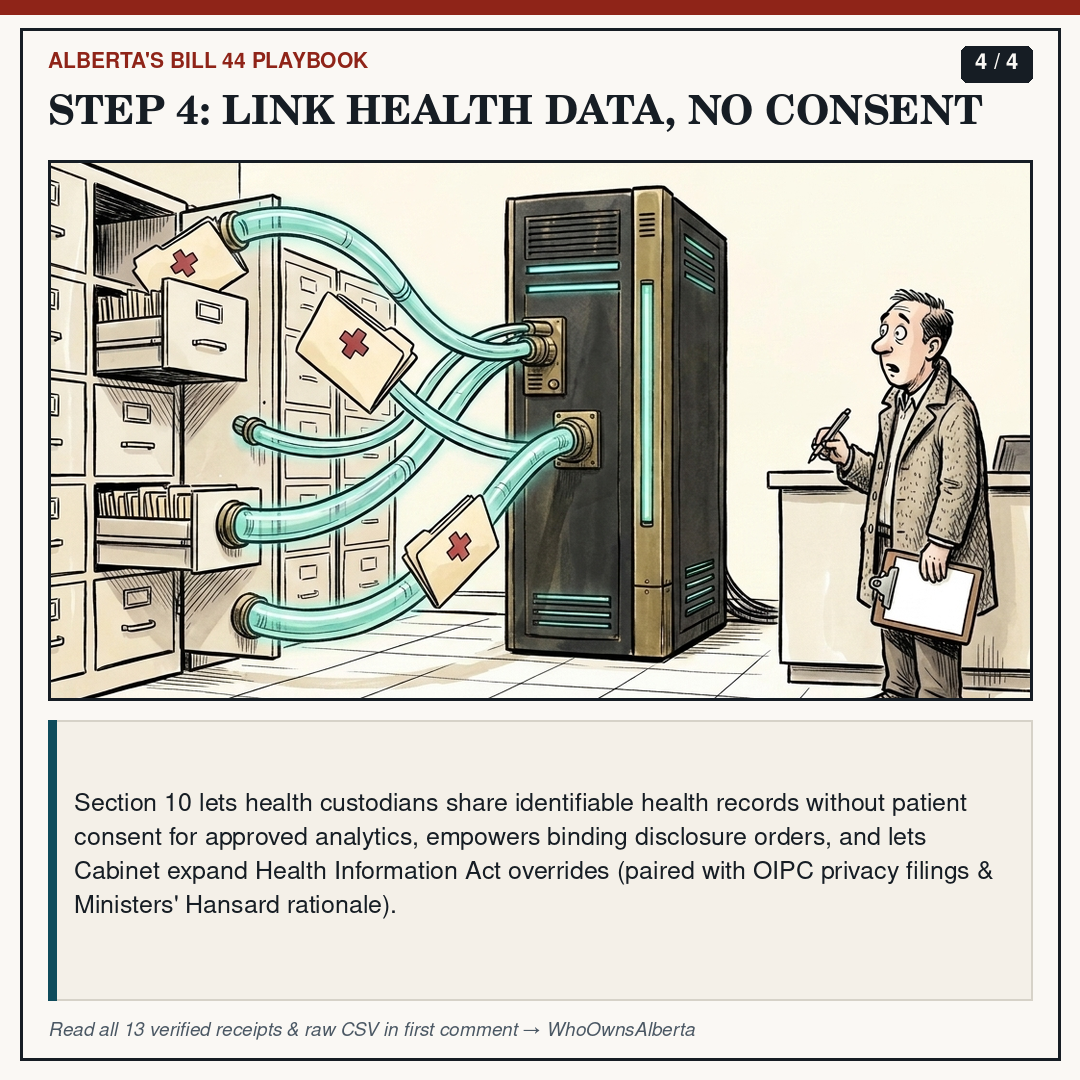 ALBERTA'S BILL 44 PLAYBOOK
4 / 4
STEP 4: LINK HEALTH DATA, NO CONSENT
Section 10 lets health custodians share identifiable health records without patient
consent for approved analytics, empowers binding disclosure orders, and lets
Cabinet expand Health Information Act overrides (paired with OIPC privacy filings &
Ministers' Hansard rationale).
Read all 13 verified receipts & raw CSV in first comment → WhoOwnsAlberta